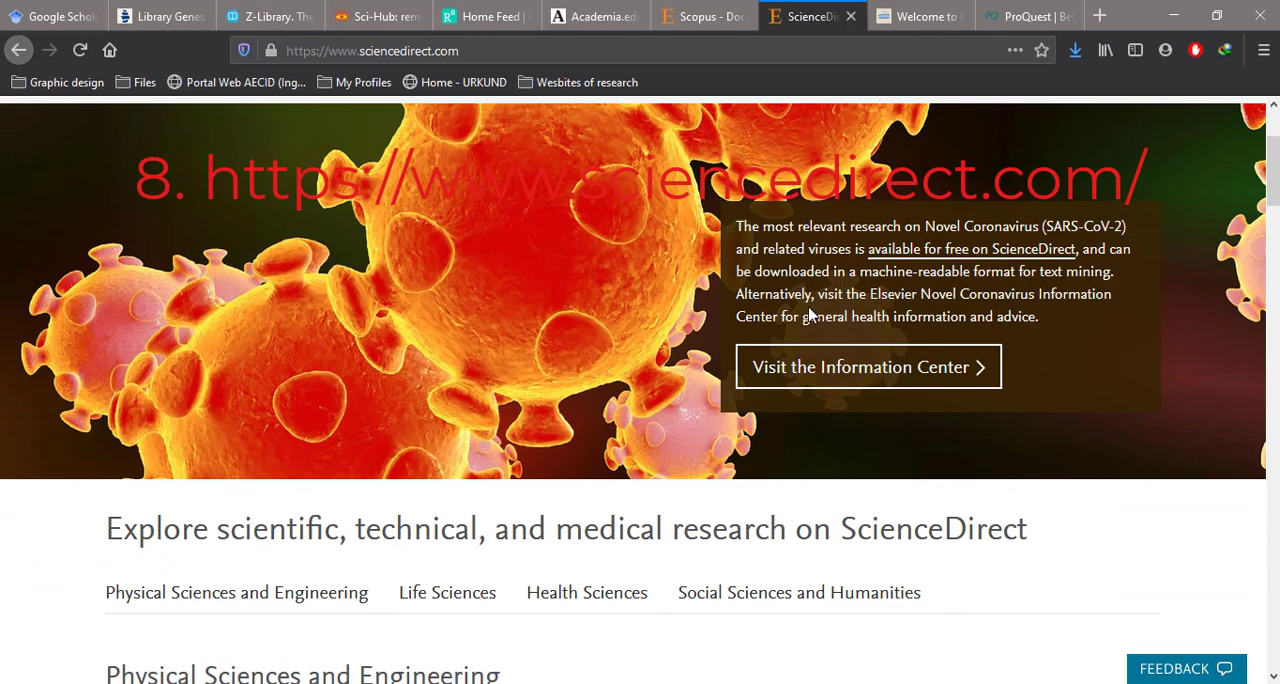 Google Schol
Library Genes
Z-Library. The
Sci-Hub: rem
Home Feed |
Academia.ed
Scopus - Doc
ScienceDir
Welcome to
ProQuest | Be
https://www.sciencedirect.com
Graphic design
Files
Portal Web AECID (Ing...
My Profiles
Home - URKUND
Wesbites of research
8. https://www.sciencedirect.com/
The most relevant research on Novel Coronavirus (SARS-CoV-2)
and related viruses is available for free on ScienceDirect, and can
be downloaded in a machine-readable format for text mining.
Alternatively, visit the Elsevier Novel Coronavirus Information
Center for general health information and advice.
Visit the Information Center
Explore scientific, technical, and medical research on ScienceDirect
Physical Sciences and Engineering
Life Sciences
Health Sciences
Social Sciences and Humanities
Physical Sciences and Engineering
FEEDBACK